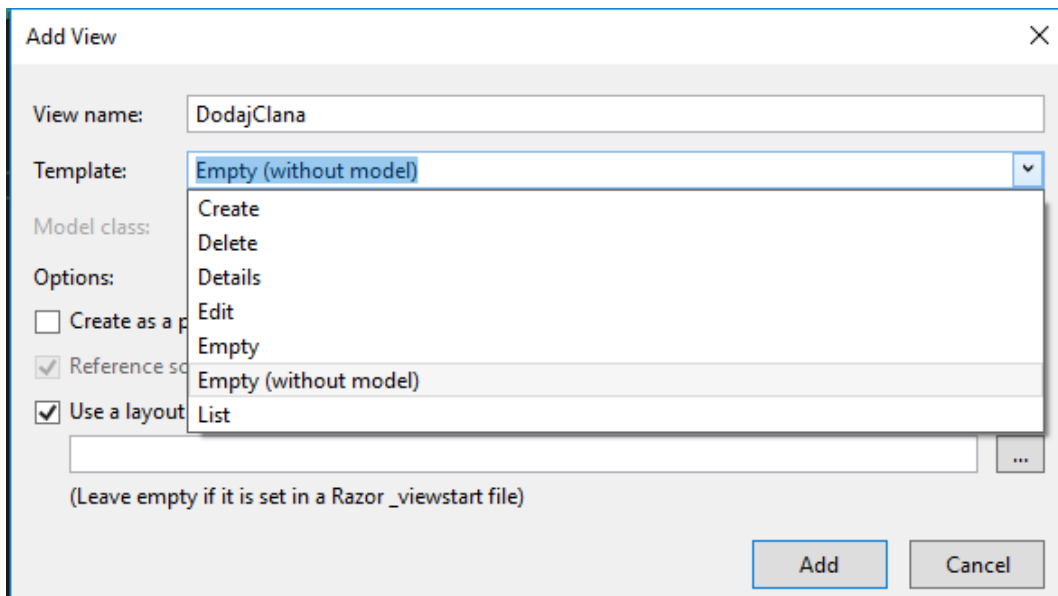 Add View
View name: DodajClana
Template: Empty (without model)
Create
Model class:
Delete
Options:
Details
Edit
Create as a
Empty
Reference
Empty (without model)
Use a layout
List
...
(Leave empty if it is set in a Razor _viewstart file)
Add Cancel